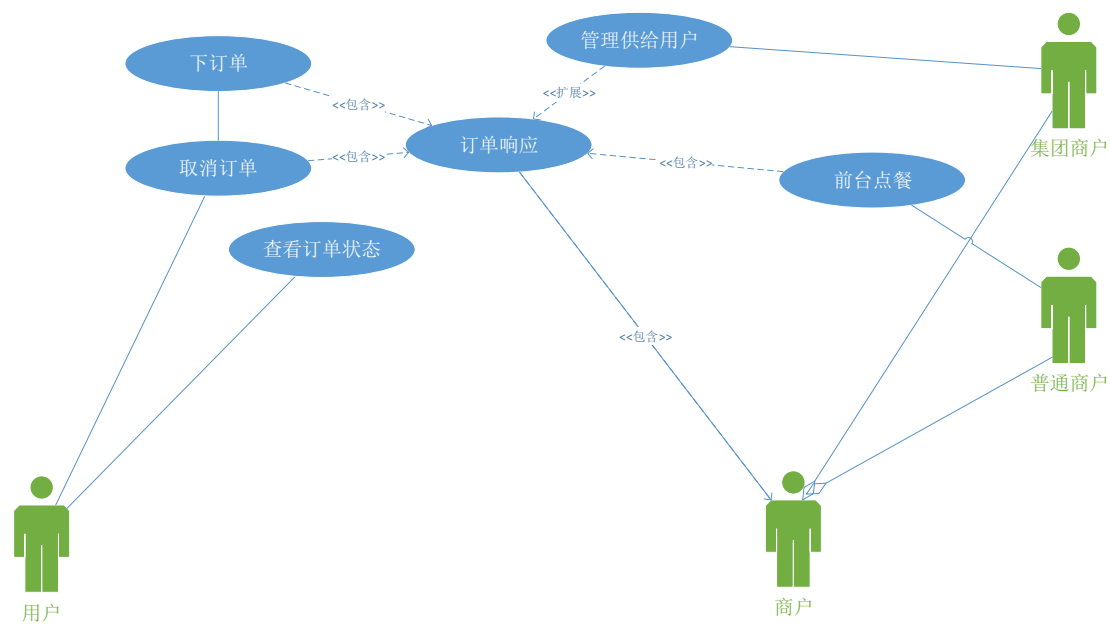 管理供给用户
下订单
<<扩展>>
<<包含>>
订单响应
集团商户
<<包含>>
<<包含>>
取消订单
前台点餐
查看订单状态
<<包含>>
普通商户
商户
用户